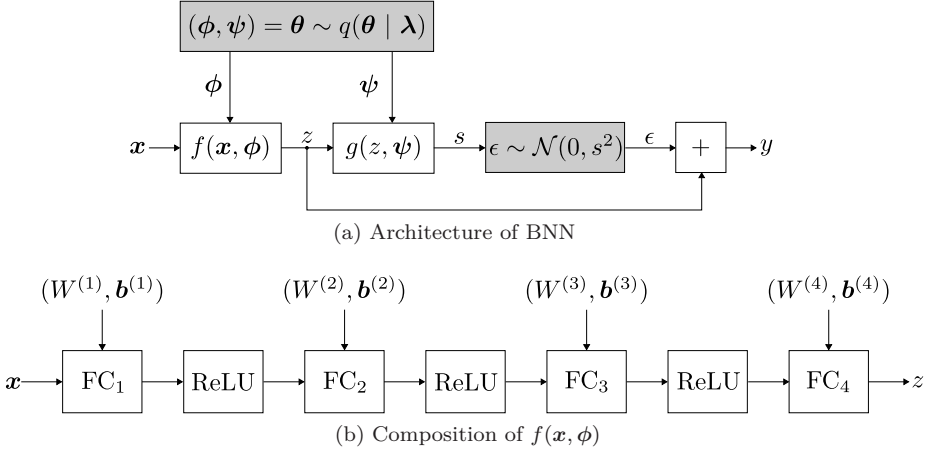 (ϕ, ψ) = θ ∼ q(θ | λ)
ϕ ψ
x f(x, ϕ) z g(z, ψ) s ϵ ∼ 𝒩(0, s²) ϵ + y
(a) Architecture of BNN
(W⁽¹⁾, b⁽¹⁾) (W⁽²⁾, b⁽²⁾) (W⁽³⁾, b⁽³⁾) (W⁽⁴⁾, b⁽⁴⁾)
x FC₁ ReLU FC₂ ReLU FC₃ ReLU FC₄ z
(b) Composition of f(x, ϕ)